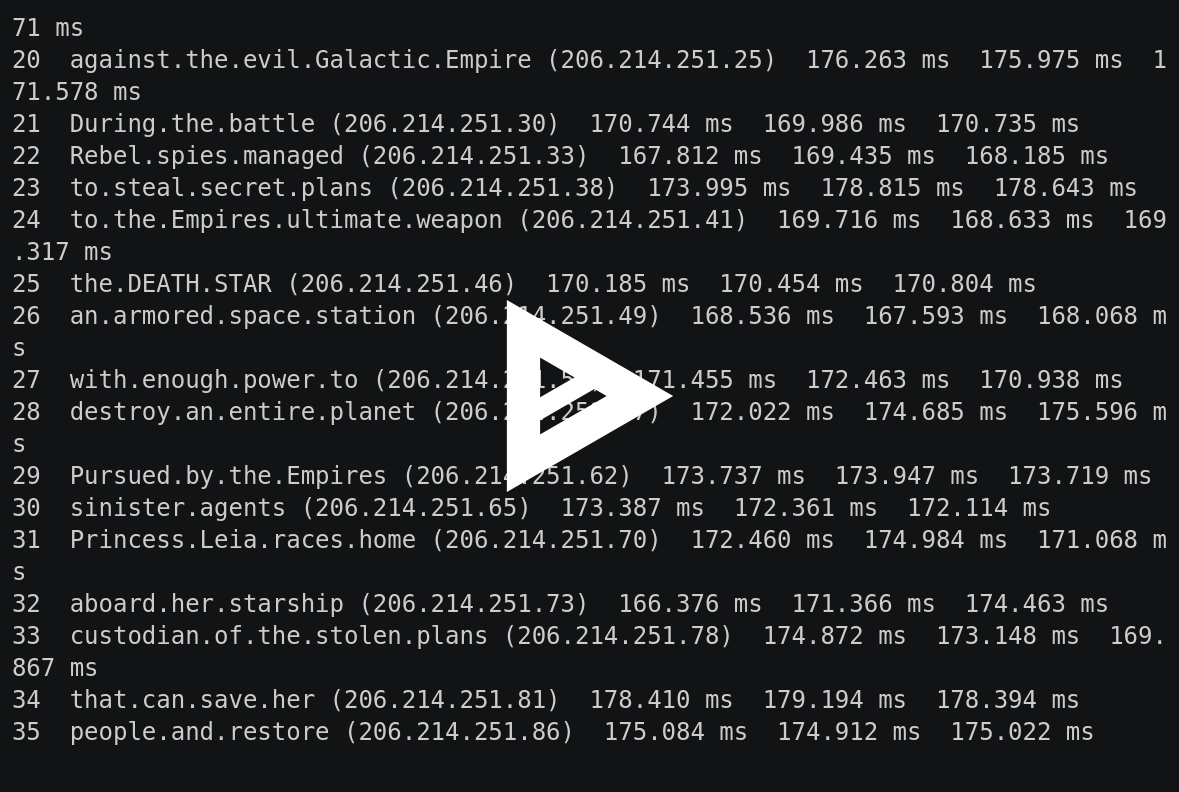 71 ms
20  against.the.evil.Galactic.Empire (206.214.251.25)  176.263 ms  175.975 ms  1
71.578 ms
21  During.the.battle (206.214.251.30)  170.744 ms  169.986 ms  170.735 ms
22  Rebel.spies.managed (206.214.251.33)  167.812 ms  169.435 ms  168.185 ms
23  to.steal.secret.plans (206.214.251.38)  173.995 ms  178.815 ms  178.643 ms
24  to.the.Empires.ultimate.weapon (206.214.251.41)  169.716 ms  168.633 ms  169
.317 ms
25  the.DEATH.STAR (206.214.251.46)  170.185 ms  170.454 ms  170.804 ms
26  an.armored.space.station (206.214.251.49)  168.536 ms  167.593 ms  168.068 m
s
27  with.enough.power.to 171.455 ms  172.463 ms  170.938 ms
28  destroy.an.entire.planet 172.022 ms  174.685 ms  175.596 m
s
29  Pursued.by.the.Empires (206.214.251.62)  173.737 ms  173.947 ms  173.719 ms
30  sinister.agents (206.214.251.65)  173.387 ms  172.361 ms  172.114 ms
31  Princess.Leia.races.home (206.214.251.70)  172.460 ms  174.984 ms  171.068 m
s
32  aboard.her.starship (206.214.251.73)  166.376 ms  171.366 ms  174.463 ms
33  custodian.of.the.stolen.plans (206.214.251.78)  174.872 ms  173.148 ms  169.
867 ms
34  that.can.save.her (206.214.251.81)  178.410 ms  179.194 ms  178.394 ms
35  people.and.restore (206.214.251.86)  175.084 ms  174.912 ms  175.022 ms